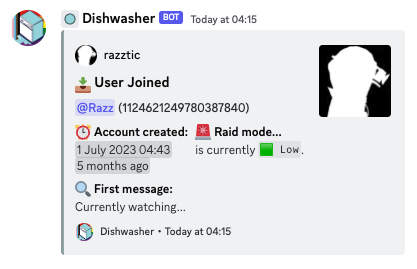 Dishwasher BOT Today at 04:15
razztic
User Joined
@Razz (1124621249780387840)
Account created:
1 July 2023 04:43
5 months ago
Raid mode...
is currently Low.
First message:
Currently watching...
Dishwasher • Today at 04:15